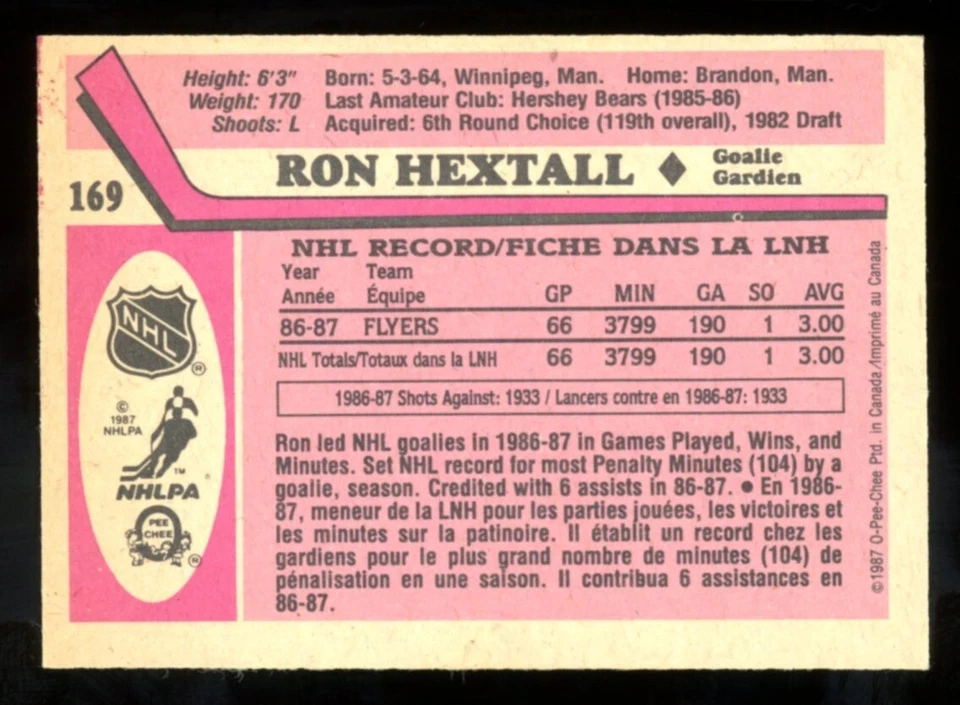 Height: 6'3" Born: 5-3-64, Winnipeg, Man. Home: Brandon, Man.
Weight: 170 Last Amateur Club: Hershey Bears (1985-86)
Shoots: L Acquired: 6th Round Choice (119th overall), 1982 Draft
169
RON HEXTALL ♦ Goalie
Gardien
NHL RECORD/FICHE DANS LA LNH
Year Team
Année Équipe GP MIN GA SO AVG
86-87 FLYERS 66 3799 190 1 3.00
NHL Totals/Totaux dans la LNH 66 3799 190 1 3.00
1986-87 Shots Against: 1933 / Lancers contre en 1986-87: 1933
Ron led NHL goalies in 1986-87 in Games Played, Wins, and
Minutes. Set NHL record for most Penalty Minutes (104) by a
goalie, season. Credited with 6 assists in 86-87. ● En 1986-
87, meneur de la LNH pour les parties jouées, les victoires et
les minutes sur la patinoire. Il établit un record chez les
gardiens pour le plus grand nombre de minutes (104) de
pénalisation en une saison. Il contribua 6 assistances en
86-87.
NHL
®
©
1987
NHLPA
TM
NHLPA
O
PEE
CHEE
®
©1987 O-Pee-Chee Ptd. in Canada/Imprimé au Canada